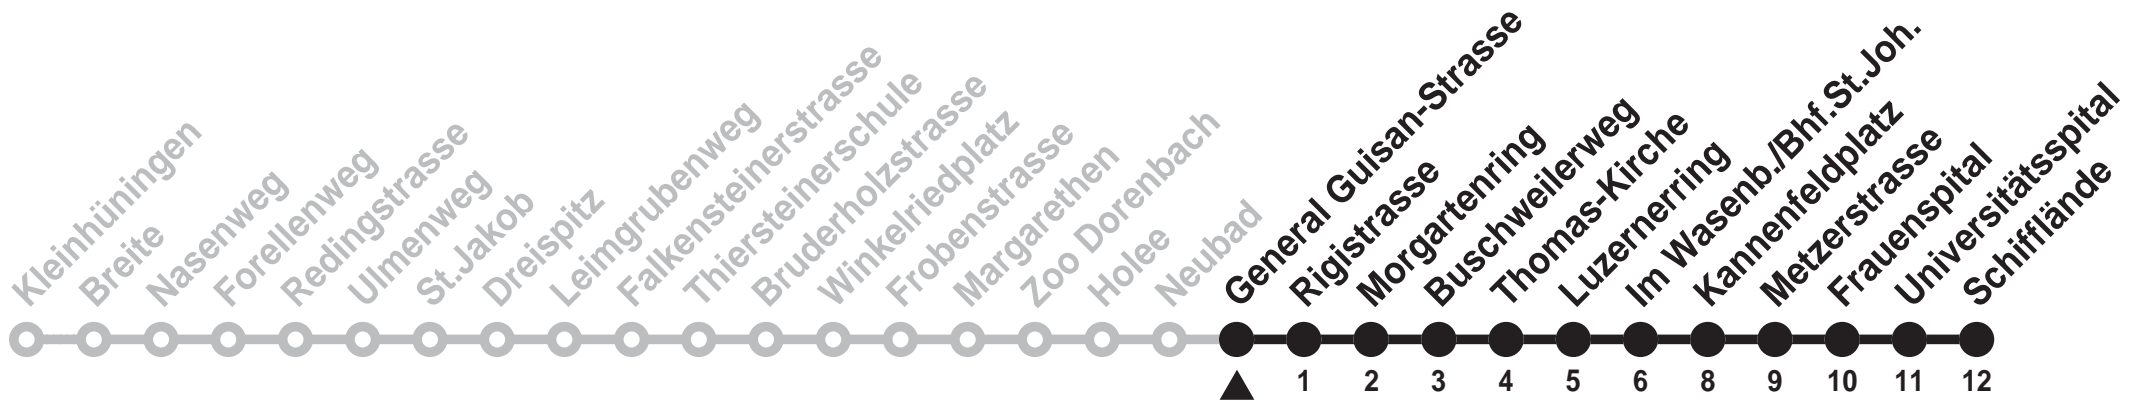 Kleinhüningen
Breite
Nasenweg
Forellenweg
Redingstrasse
Ulmenweg
St.Jakob
Dreispitz
Leimgrubenweg
Falkensteinerstrasse
Thiersteinerschule
Bruderholzstrasse
Winkelriedplatz
Frobenstrasse
Margarethen
Zoo Dorenbach
Holee
Neubad
General Guisan-Strasse
Rigistrasse
Morgartenring
Buschweilerweg
Thomas-Kirche
Luzernerring
Im Wasenb./Bhf.St.Joh.
Kannenfeldplatz
Metzerstrasse
Frauenspital
Universitätsspital
Schifflände
1 2 3 4 5 6 8 9 10 11 12